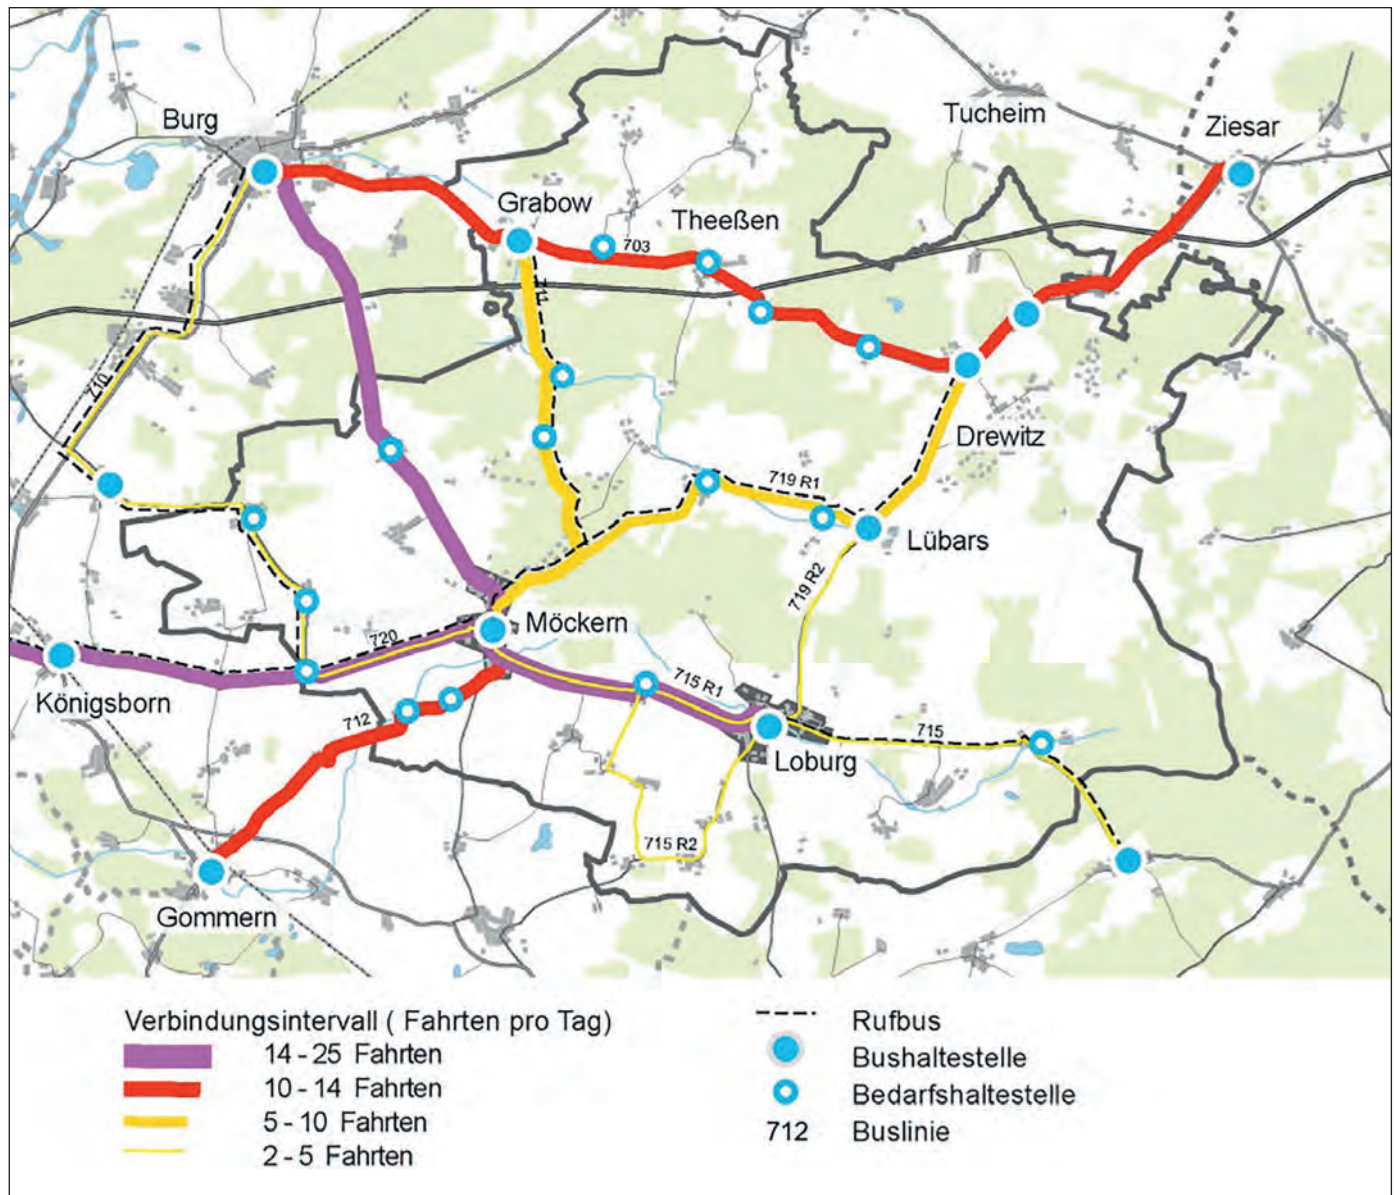 Burg
Tucheim
Ziesar
Grabow
Theeßen
703
Z10
Drewitz
719 R1
Lübars
719 R2
Möckern
720
Königsborn
715 R1
712
715
Loburg
715 R2
Gommern
Verbindungsintervall ( Fahrten pro Tag)
14 - 25 Fahrten
10 - 14 Fahrten
5 - 10 Fahrten
2 - 5 Fahrten
Rufbus
Bushaltestelle
Bedarfshaltestelle
712 Buslinie